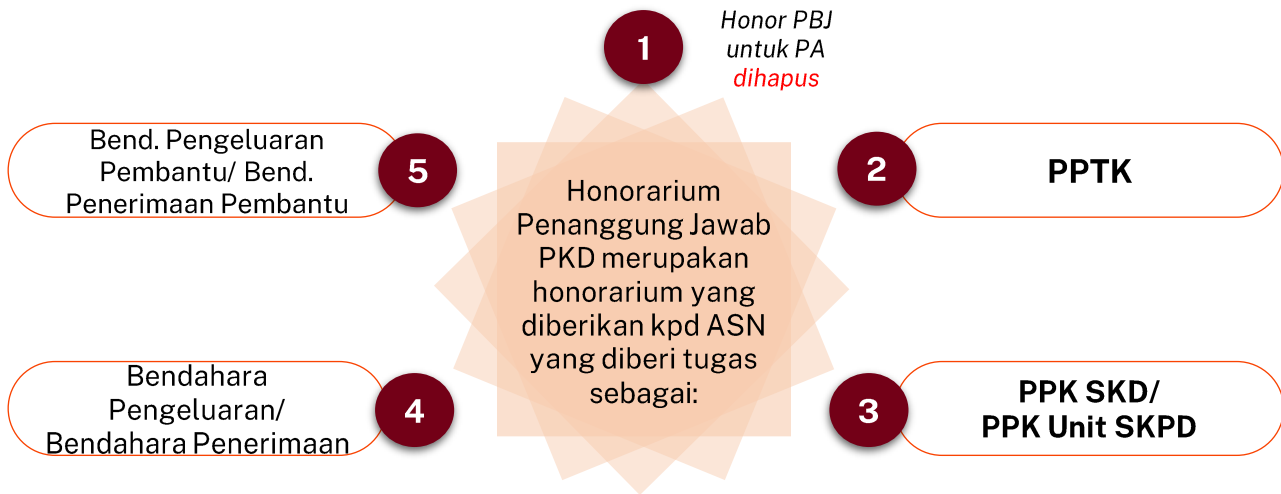 1
Honor PBJ
untuk PA
dihapus
2
PPTK
3
PPK SKD/
PPK Unit SKPD
4
Bendahara
Pengeluaran/
Bendahara Penerimaan
5
Bend. Pengeluaran
Pembantu/ Bend.
Penerimaan Pembantu
Honorarium
Penanggung Jawab
PKD merupakan
honorarium yang
diberikan kpd ASN
yang diberi tugas
sebagai: